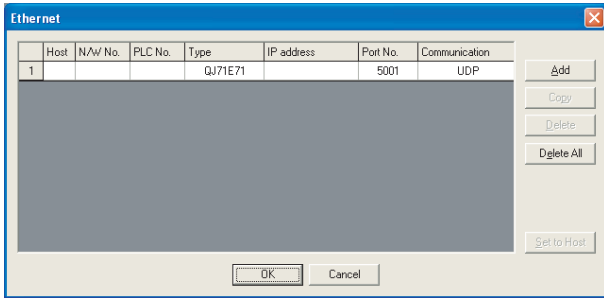 Ethernet
Host N/W No. PLC No. Type IP address Port No. Communication
1 QJ71E71 5001 UDP
Add
Copy
Delete
Delete All
Set to Host
OK Cancel